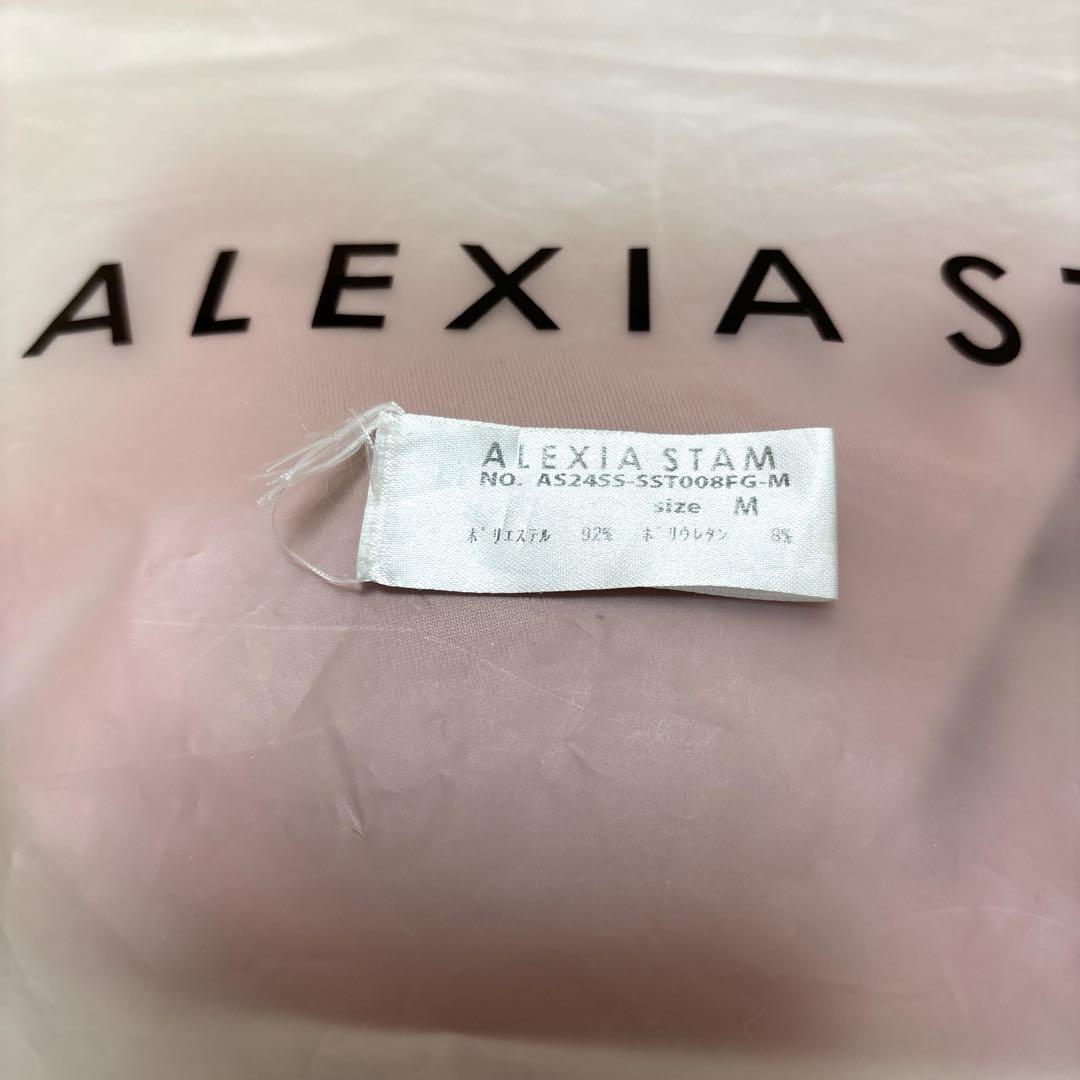 ALEXIA ST
ALEXIA STAM
NO. AS24SS-SST008FG-M
size M
ポリエステル 92% ポリウレタン 8%